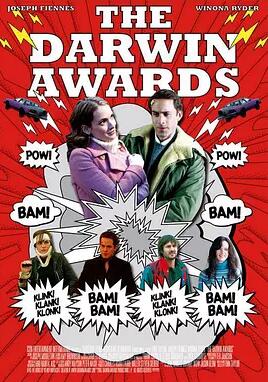 JOSEPH FIENNES
WINONA RYDER
THE
DARWIN
AWARDS
POW!
POW!
BAM!
BAM!
KLINK!
KLANK!
KLONK!
BAM!
BAM!
KLINK!
KLANK!
KLONK!
BAM!
BAM!